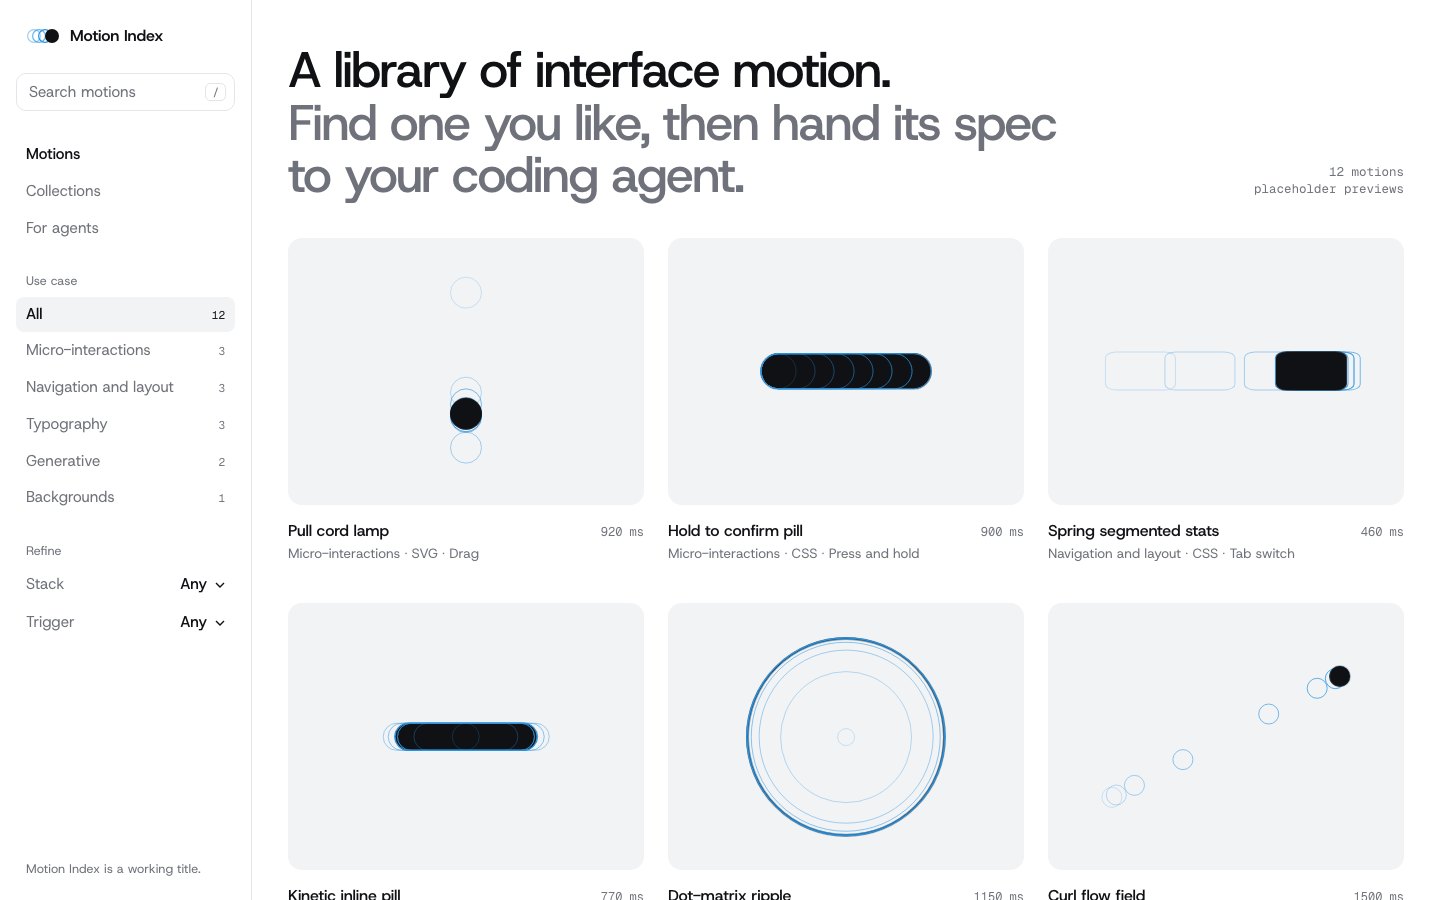 Motion Index
Search motions /
Motions
Collections
For agents
Use case
All 12
Micro-interactions 3
Navigation and layout 3
Typography 3
Generative 2
Backgrounds 1
Refine
Stack Any
Trigger Any
Motion Index is a working title.
A library of interface motion.
Find one you like, then hand its spec
to your coding agent.
12 motions
placeholder previews
Pull cord lamp 920 ms
Micro-interactions · SVG · Drag
Hold to confirm pill 900 ms
Micro-interactions · CSS · Press and hold
Spring segmented stats 460 ms
Navigation and layout · CSS · Tab switch
Kinetic inline pill 770 ms
Dot-matrix ripple 1150 ms
Curl flow field 1500 ms